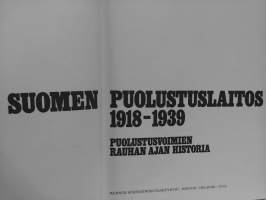 SUOMEN PUOLUSTUSLAITOS
1918-1939
PUOLUSTUSVOIMIEN
RAUHAN AJAN HISTORIA